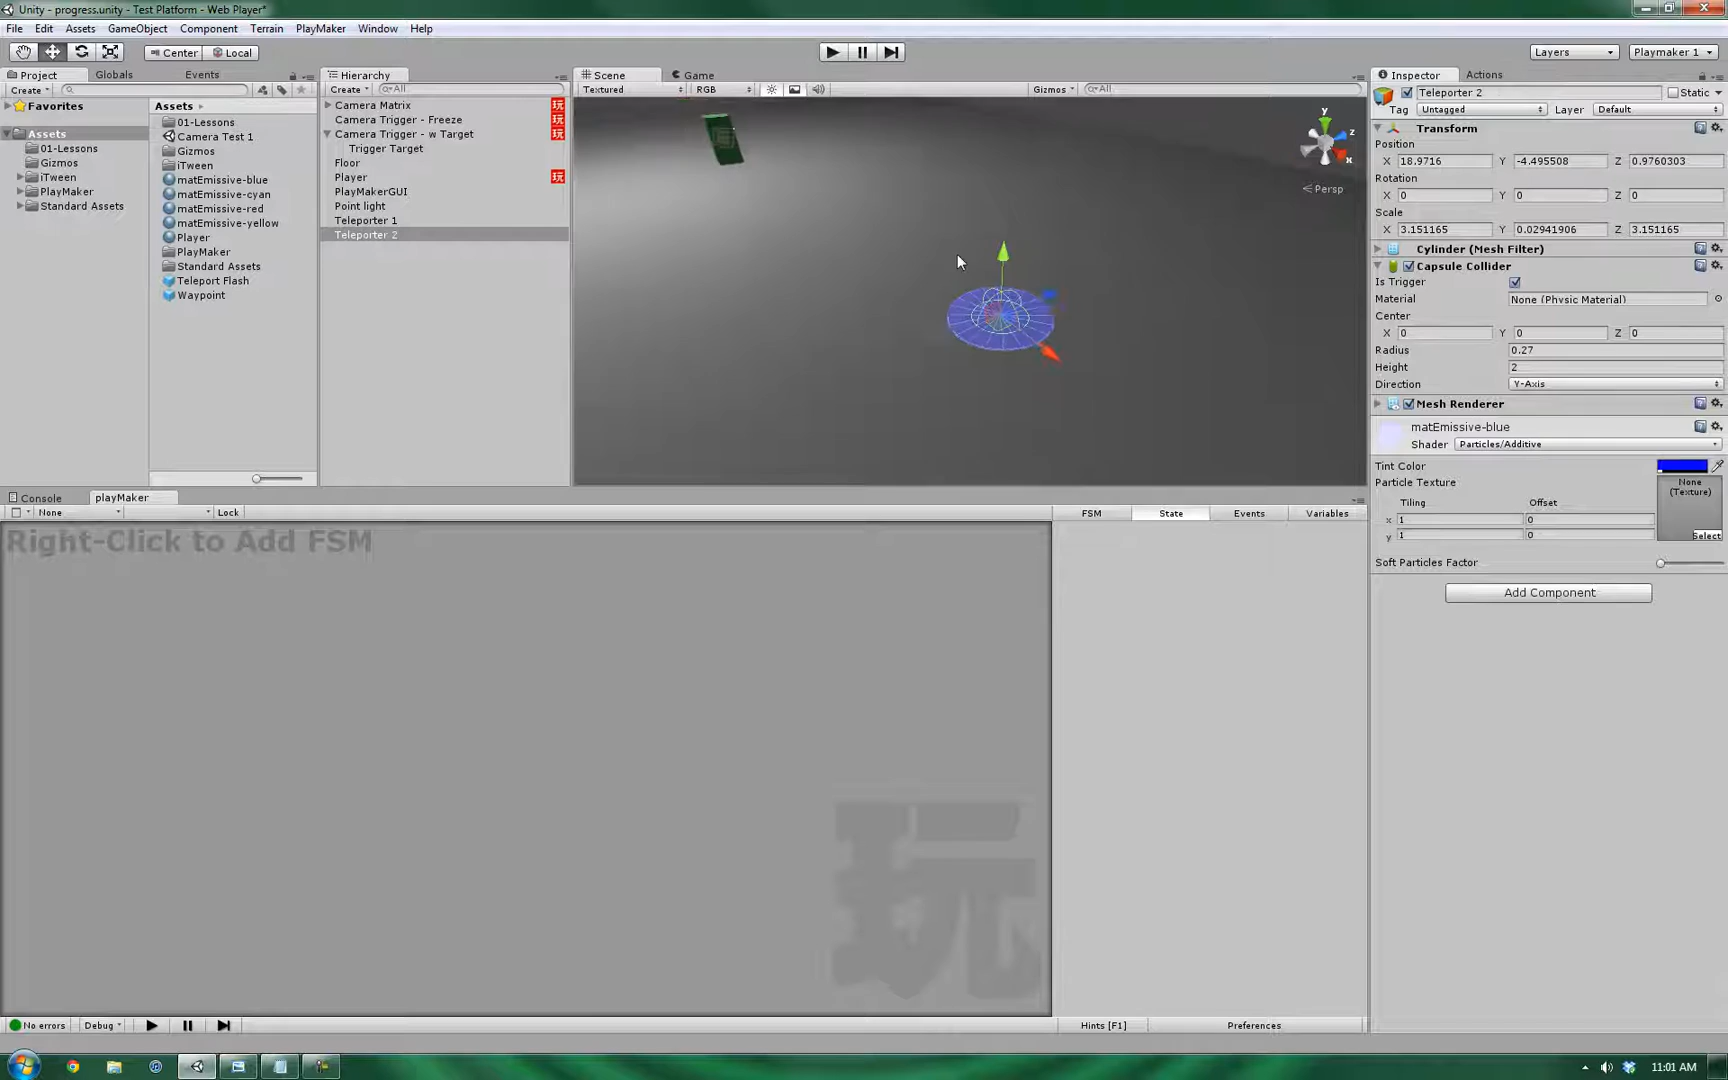 Unity - progress.unity - Test Platform - Web Player*
File Edit Assets GameObject Component Terrain PlayMaker Window Help
Center Local Layers Playmaker 1
Project Globals Events
Create
Favorites
Assets
01-Lessons
Gizmos
iTween
PlayMaker
Standard Assets
Assets
01-Lessons
Camera Test 1
Gizmos
iTween
matEmissive-blue
matEmissive-cyan
matEmissive-red
matEmissive-yellow
Player
PlayMaker
Standard Assets
Teleport Flash
Waypoint
Hierarchy
Create All
Camera Matrix 玩
Camera Trigger - Freeze 玩
Camera Trigger - w Target 玩
Trigger Target
Floor
Player 玩
PlayMakerGUI
Point light
Teleporter 1
Teleporter 2
Scene Game
Textured RGB Gizmos All
y
z
x
Persp
Inspector Actions
Teleporter 2 Static
Tag Untagged Layer Default
Transform
Position
X 18.9716 Y -4.495508 Z 0.9760303
Rotation
X 0 Y 0 Z 0
Scale
X 3.151165 Y 0.02941906 Z 3.151165
Cylinder (Mesh Filter)
Capsule Collider
Is Trigger
Material None (Physic Material)
Center
X 0 Y 0 Z 0
Radius 0.27
Height 2
Direction Y-Axis
Mesh Renderer
matEmissive-blue
Shader Particles/Additive
Tint Color
Particle Texture None (Texture)
Tiling Offset
x 1 0
y 1 0
Select
Soft Particles Factor
Add Component
Console playMaker
None Lock FSM State Events Variables
Right-Click to Add FSM
玩
No errors Debug Hints [F1] Preferences
11:01 AM